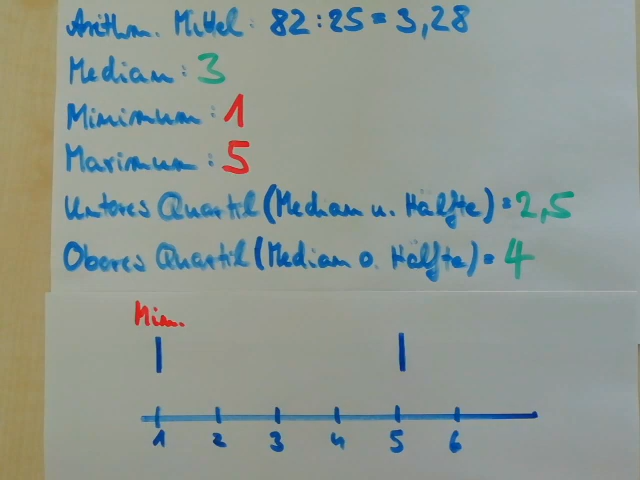 Arithm. Mittel: 82:25=3,28
Median: 3
Minimum: 1
Maximum: 5
Unteres Quartil (Median u. Hälfte)=2,5
Oberes Quartil (Median o. Hälfte)=4
Min.
1 2 3 4 5 6